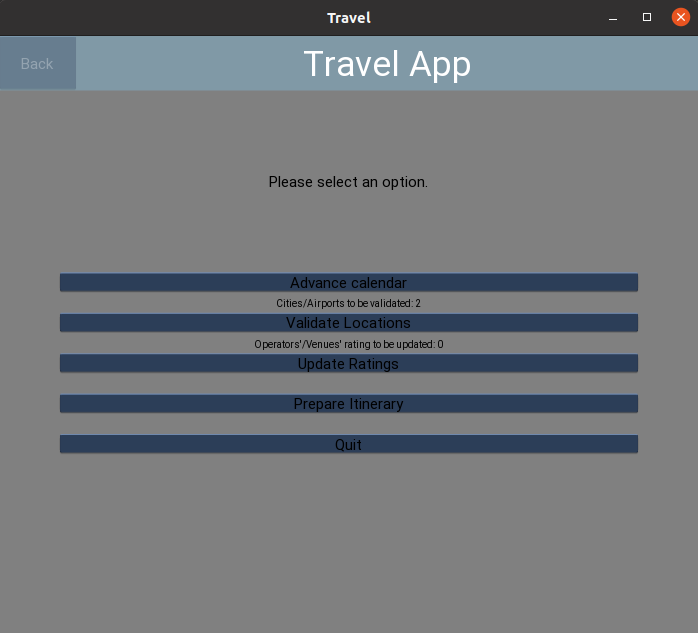 Travel
Back
Travel App
Please select an option.
Advance calendar
Cities/Airports to be validated: 2
Validate Locations
Operators'/Venues' rating to be updated: 0
Update Ratings
Prepare Itinerary
Quit